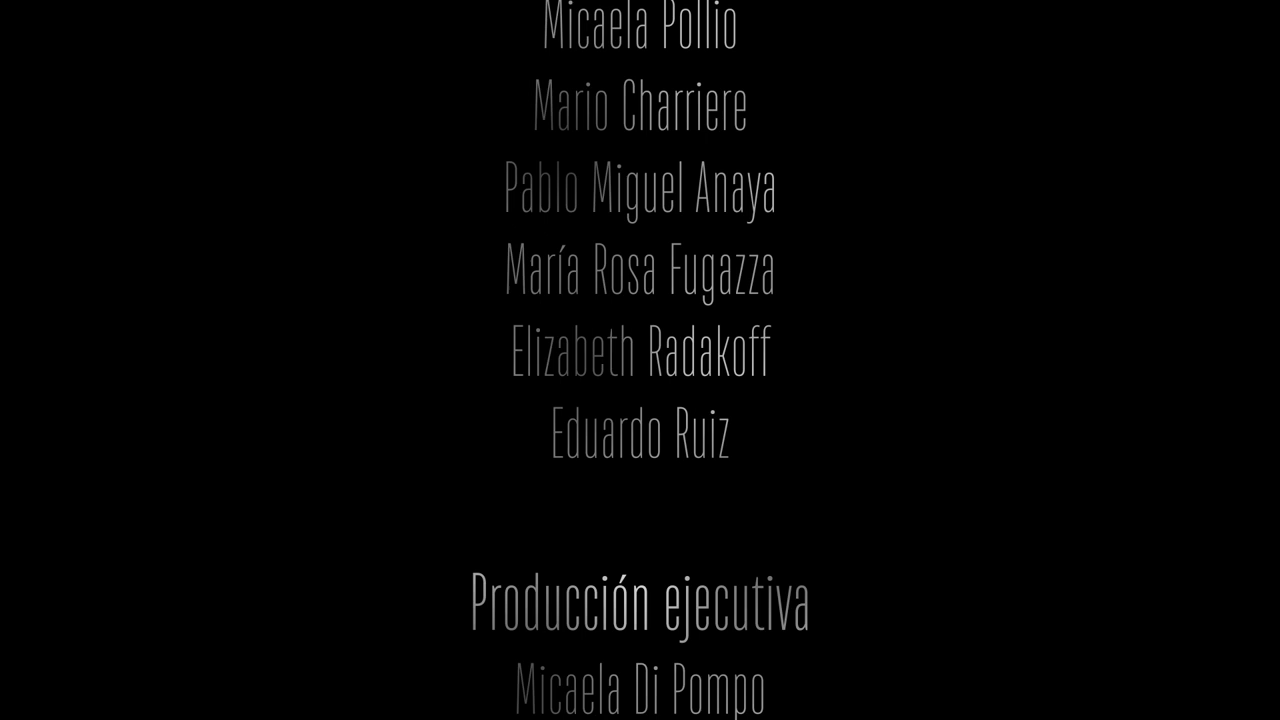 Micaela Pollio
Mario Charriere
Pablo Miguel Anaya
María Rosa Fugazza
Elizabeth Radakoff
Eduardo Ruiz
Producción ejecutiva
Micaela Di Pompo